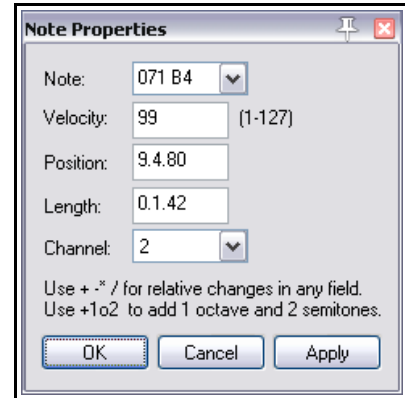 Note Properties
Note: 071 B4
Velocity: 99 (1-127)
Position: 9.4.80
Length: 0.1.42
Channel: 2
Use + -* / for relative changes in any field.
Use +1o2 to add 1 octave and 2 semitones.
OK Cancel Apply